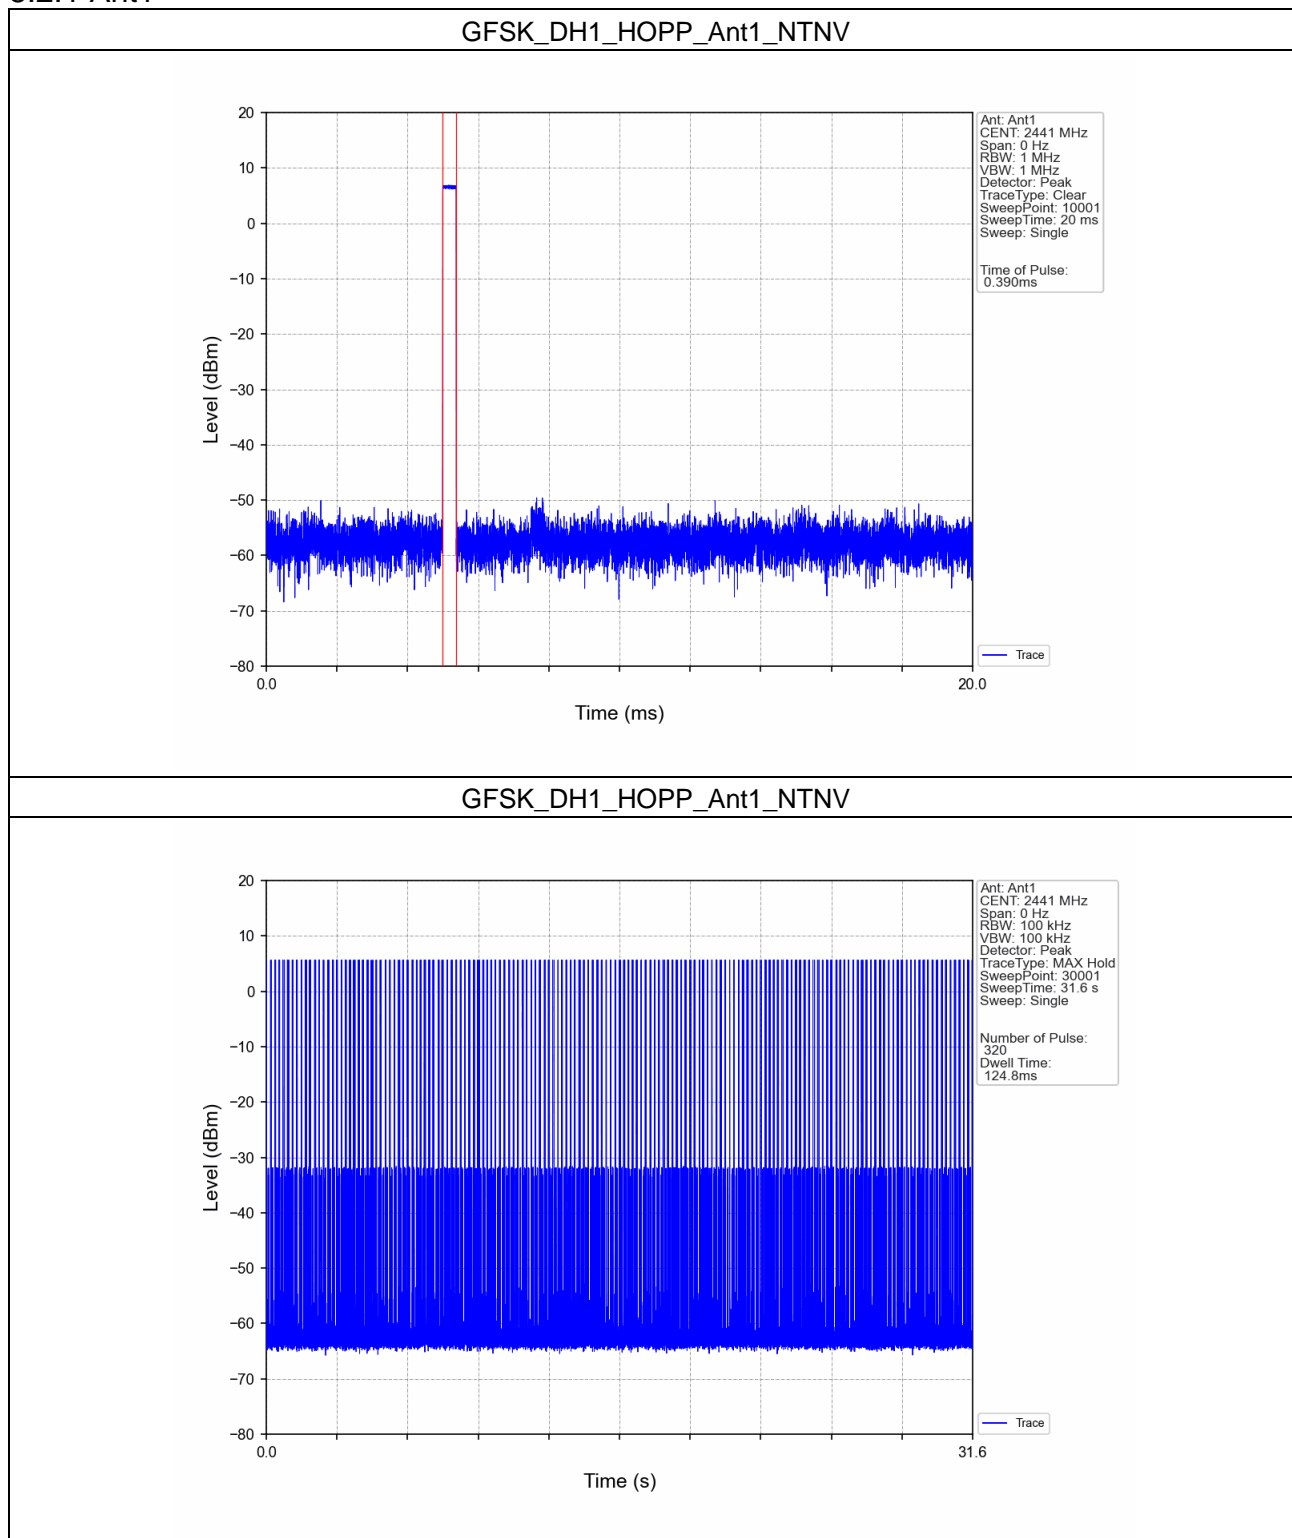 GFSK_DH1_HOPP_Ant1_NTNV
20
10
0
−10
−20
−30
−40
−50
−60
−70
−80
Level (dBm)
0.0
20.0
Time (ms)
Ant: Ant1
CENT: 2441 MHz
Span: 0 Hz
RBW: 1 MHz
VBW: 1 MHz
Detector: Peak
TraceType: Clear
SweepPoint: 10001
SweepTime: 20 ms
Sweep: Single
Time of Pulse:
0.390ms
Trace
GFSK_DH1_HOPP_Ant1_NTNV
20
10
0
−10
−20
−30
−40
−50
−60
−70
−80
Level (dBm)
0.0
31.6
Time (s)
Ant: Ant1
CENT: 2441 MHz
Span: 0 Hz
RBW: 100 kHz
VBW: 100 kHz
Detector: Peak
TraceType: MAX Hold
SweepPoint: 30001
SweepTime: 31.6 s
Sweep: Single
Number of Pulse:
320
Dwell Time:
124.8ms
Trace